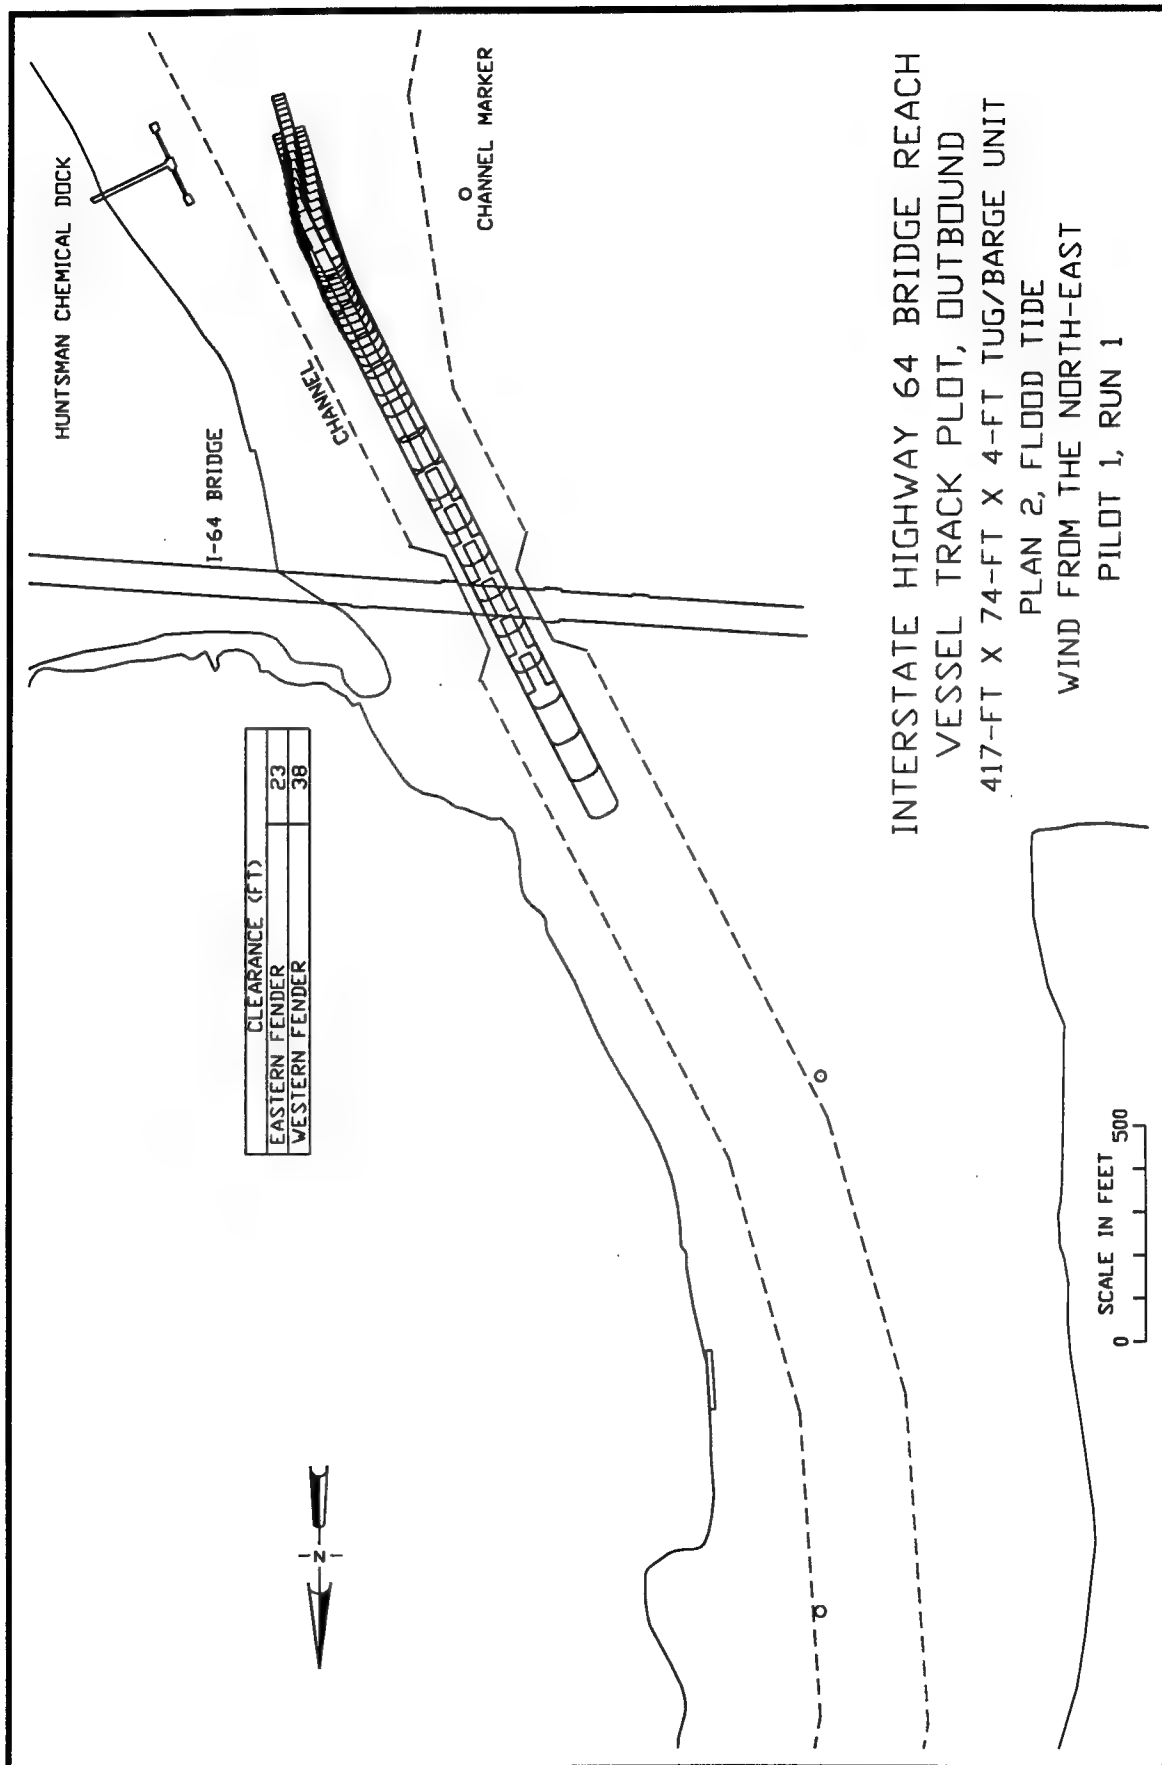 HUNTSMAN CHEMICAL DOCK
I-64 BRIDGE
CHANNEL
CHANNEL MARKER
CLEARANCE (FT)
EASTERN FENDER 23
WESTERN FENDER 38
N
SCALE IN FEET
0 500
INTERSTATE HIGHWAY 64 BRIDGE REACH
VESSEL TRACK PLOT, OUTBOUND
417-FT X 74-FT X 4-FT TUG/BARGE UNIT
PLAN 2, FLOOD TIDE
WIND FROM THE NORTH-EAST
PILOT 1, RUN 1